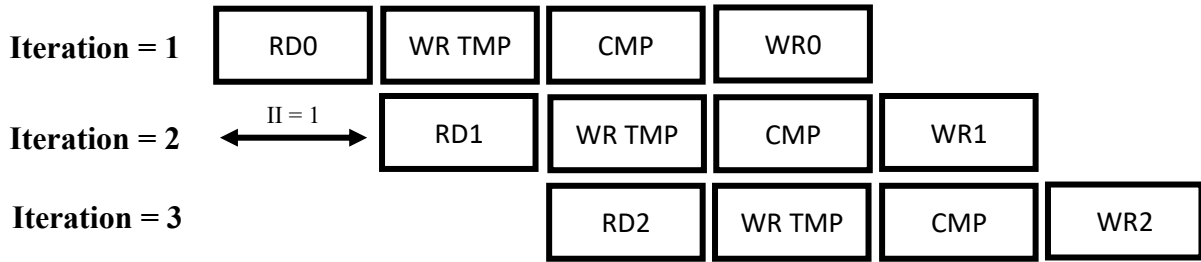 Iteration = 1 RD0 WR TMP CMP WR0
II = 1
Iteration = 2 RD1 WR TMP CMP WR1
Iteration = 3 RD2 WR TMP CMP WR2